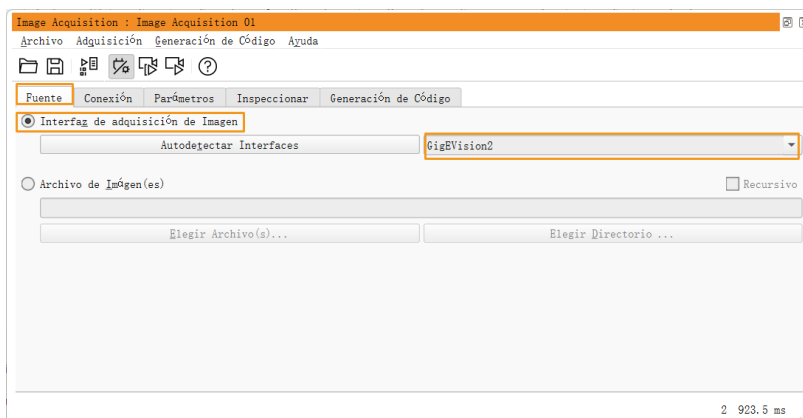 Image Acquisition : Image Acquisition 01
Archivo Adquisición Generación de Código Ayuda
Fuente Conexión Parámetros Inspeccionar Generación de Código
Interfaz de adquisición de Imagen
Autodetectar Interfaces GigEVision2
Archivo de Imágen(es) Recursivo
Elegir Archivo(s)... Elegir Directorio ...
2 923.5 ms